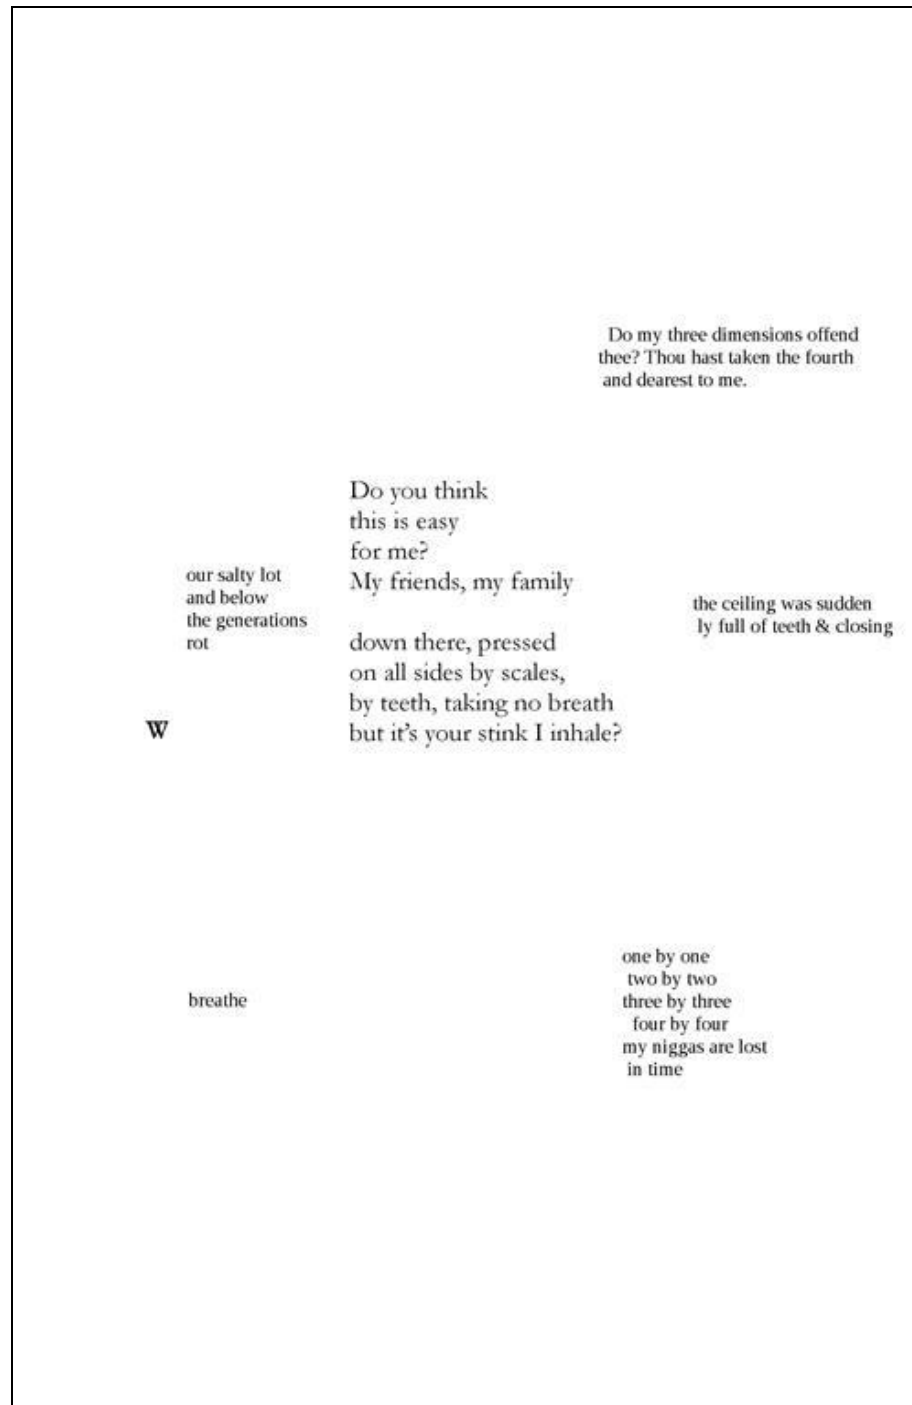 Do my three dimensions offend
thee? Thou hast taken the fourth
and dearest to me.
Do you think
this is easy
for me?
My friends, my family
our salty lot
and below
the generations
rot
the ceiling was sudden
ly full of teeth & closing
down there, pressed
on all sides by scales,
by teeth, taking no breath
but it's your stink I inhale?
W
breathe
one by one
two by two
three by three
four by four
my niggas are lost
in time